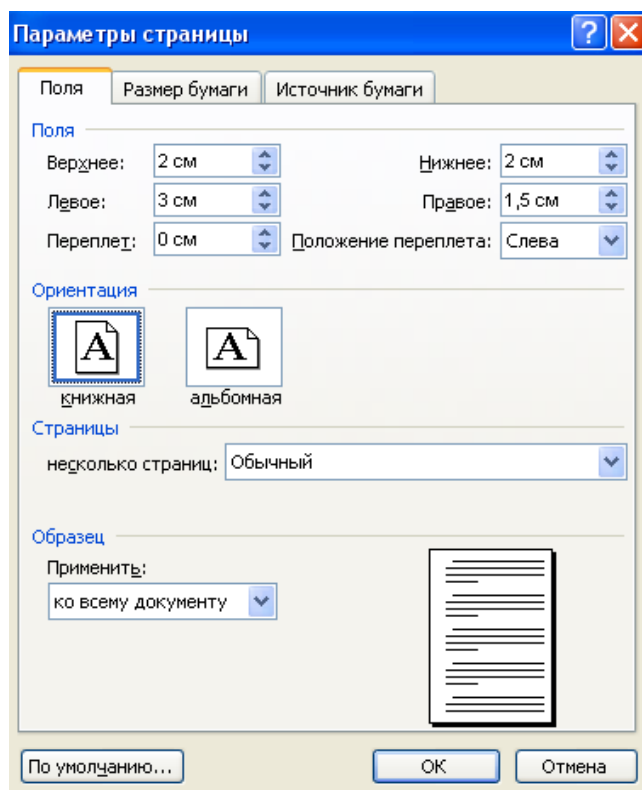 Параметры страницы
Поля Размер бумаги Источник бумаги
Поля
Верхнее: 2 см Нижнее: 2 см
Левое: 3 см Правое: 1,5 см
Переплет: 0 см Положение переплета: Слева
Ориентация
A A
книжная альбомная
Страницы
несколько страниц: Обычный
Образец
Применить:
ко всему документу
По умолчанию... ОК Отмена